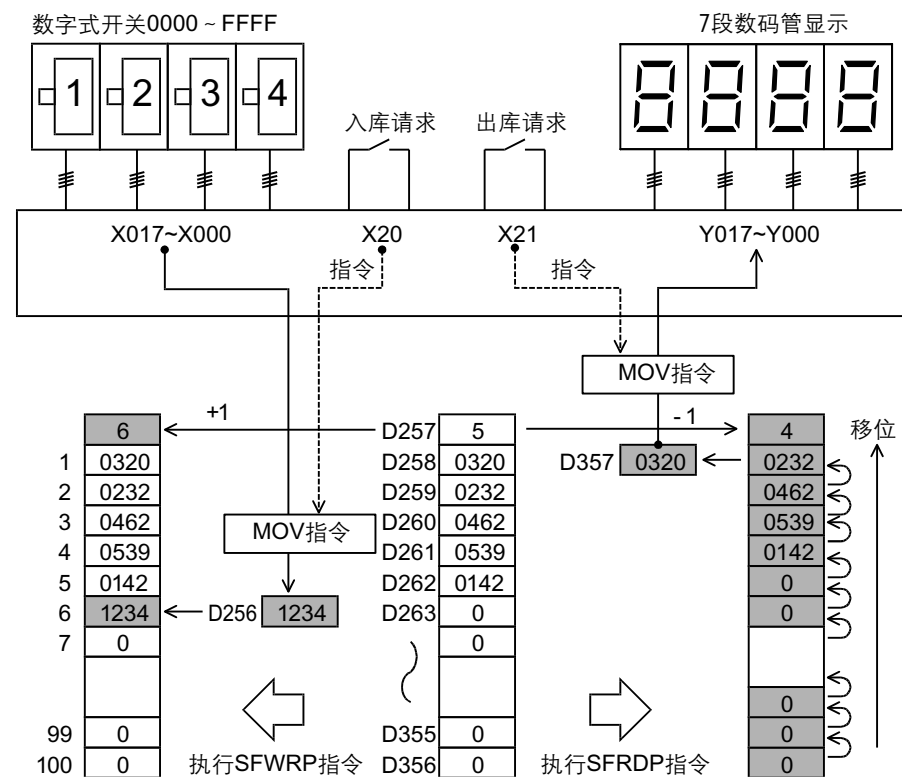 数字式开关0000 ~ FFFF
7段数码管显示
1 2 3 4
8 8 8 8
入库请求 出库请求
X017~X000 X20 X21 Y017~Y000
指令 指令
MOV指令
+1 - 1
6 D257 5 4 移位
1 0320 D258 0320 D357 0320 0232
2 0232 D259 0232 0462
3 0462 D260 0462 0539
MOV指令
4 0539 D261 0539 0142
5 0142 D262 0142 0
6 1234 D256 1234 D263 0 0
7 0 0
0
99 0 D355 0 0
100 0 执行SFWRP指令 D356 0 执行SFRDP指令 0